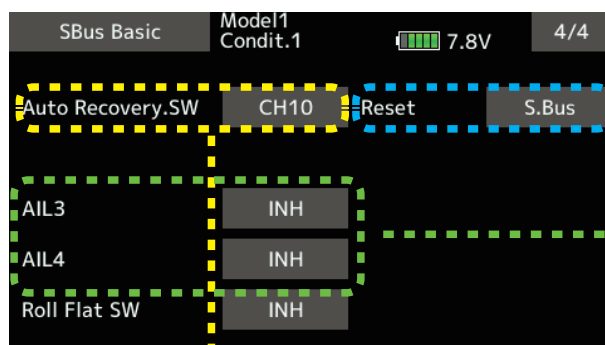 SBus Basic Model1 7.8V 4/4
Condit.1
Auto Recovery.SW CH10 Reset S.Bus
AIL3 INH
AIL4 INH
Roll Flat SW INH